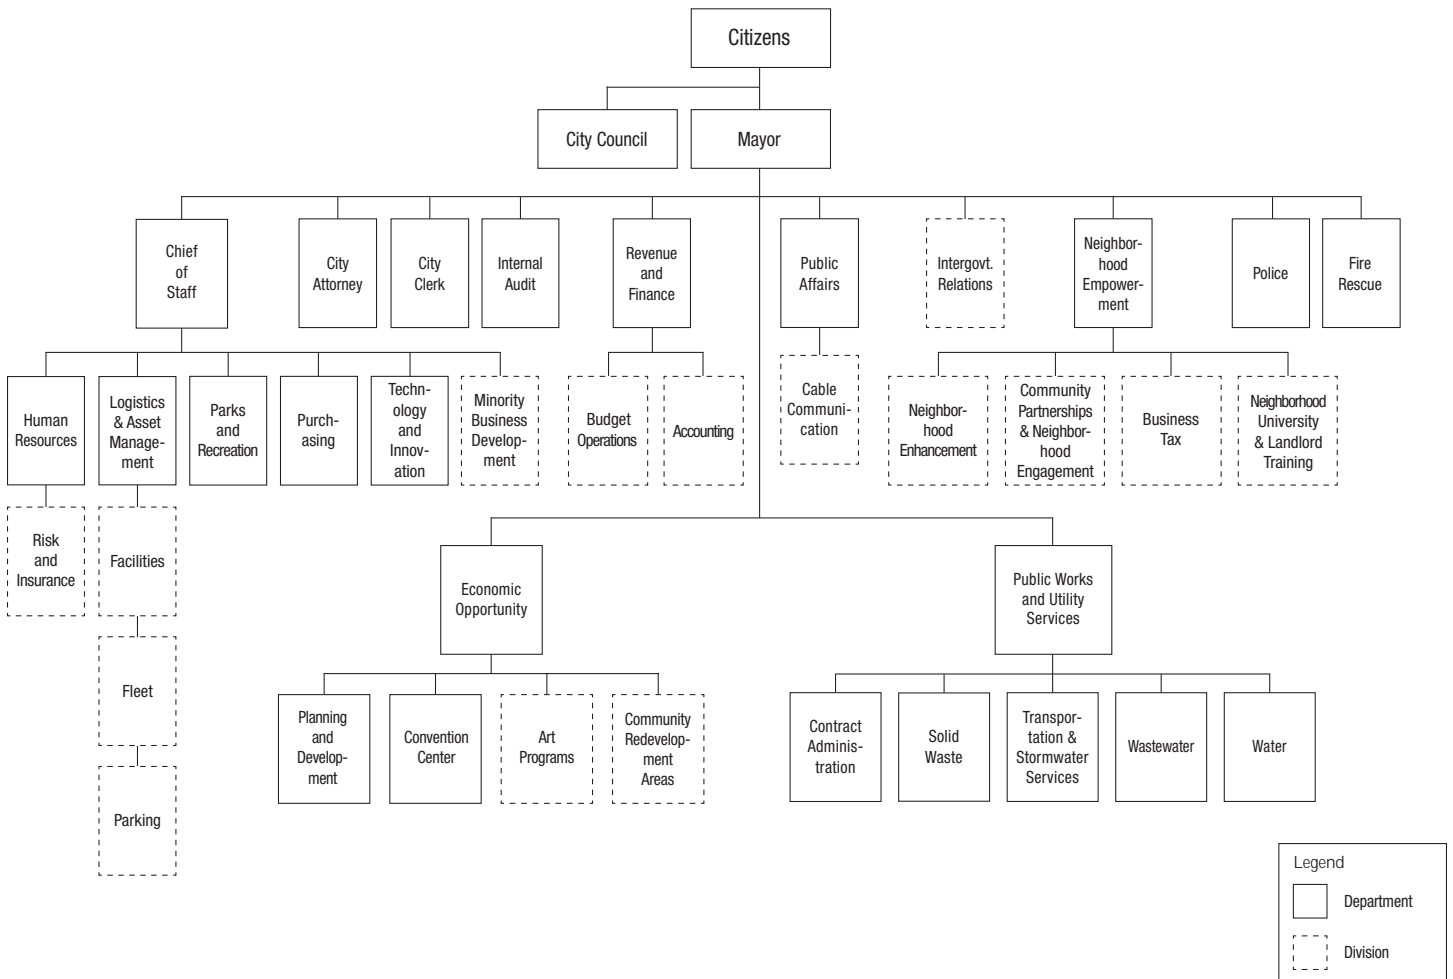 Citizens
City Council
Mayor
Chief
of
Staff
City
Attorney
City
Clerk
Internal
Audit
Revenue
and
Finance
Public
Affairs
Intergovt.
Relations
Neighbor-
hood
Empower-
ment
Police
Fire
Rescue
Human
Resources
Logistics
& Asset
Manage-
ment
Parks
and
Recreation
Purch-
asing
Techn-
ology
and
Innov-
ation
Minority
Business
Develop-
ment
Budget
Operations
Accounting
Cable
Communi-
cation
Neighbor-
hood
Enhancement
Community
Partnerships
& Neighbor-
hood
Engagement
Business
Tax
Neighborhood
University
& Landlord
Training
Risk
and
Insurance
Facilities
Fleet
Parking
Economic
Opportunity
Public Works
and Utility
Services
Planning
and
Development
Convention
Center
Art
Programs
Community
Redevelop-
ment
Areas
Contract
Adminis-
tration
Solid
Waste
Transpor-
tation &
Stormwater
Services
Wastewater
Water
Legend
Department
Division